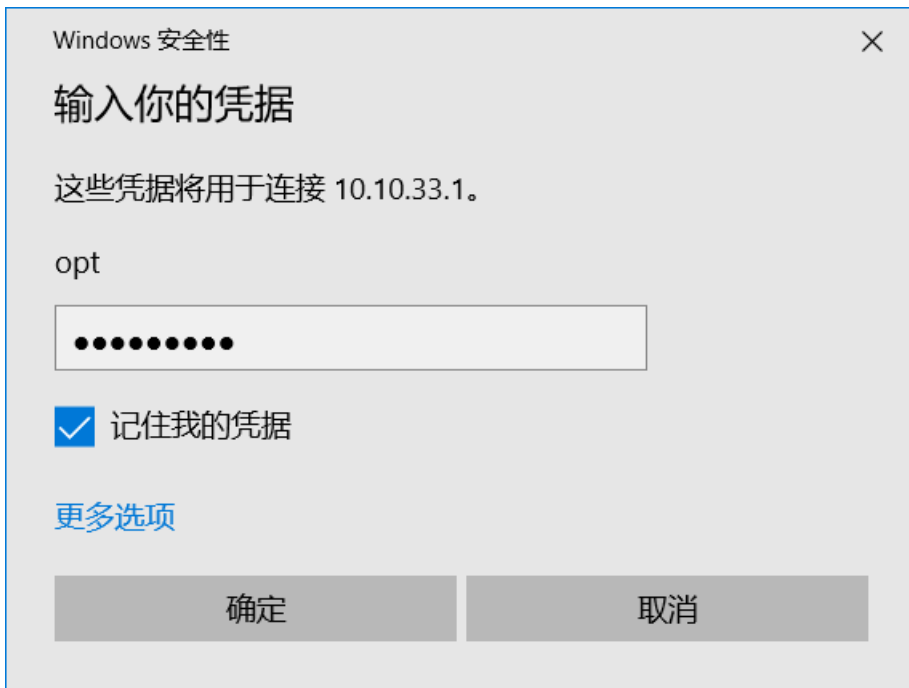 Windows 安全性
输入你的凭据
这些凭据将用于连接 10.10.33.1。
opt
●●●●●●●●●
记住我的凭据
更多选项
确定
取消